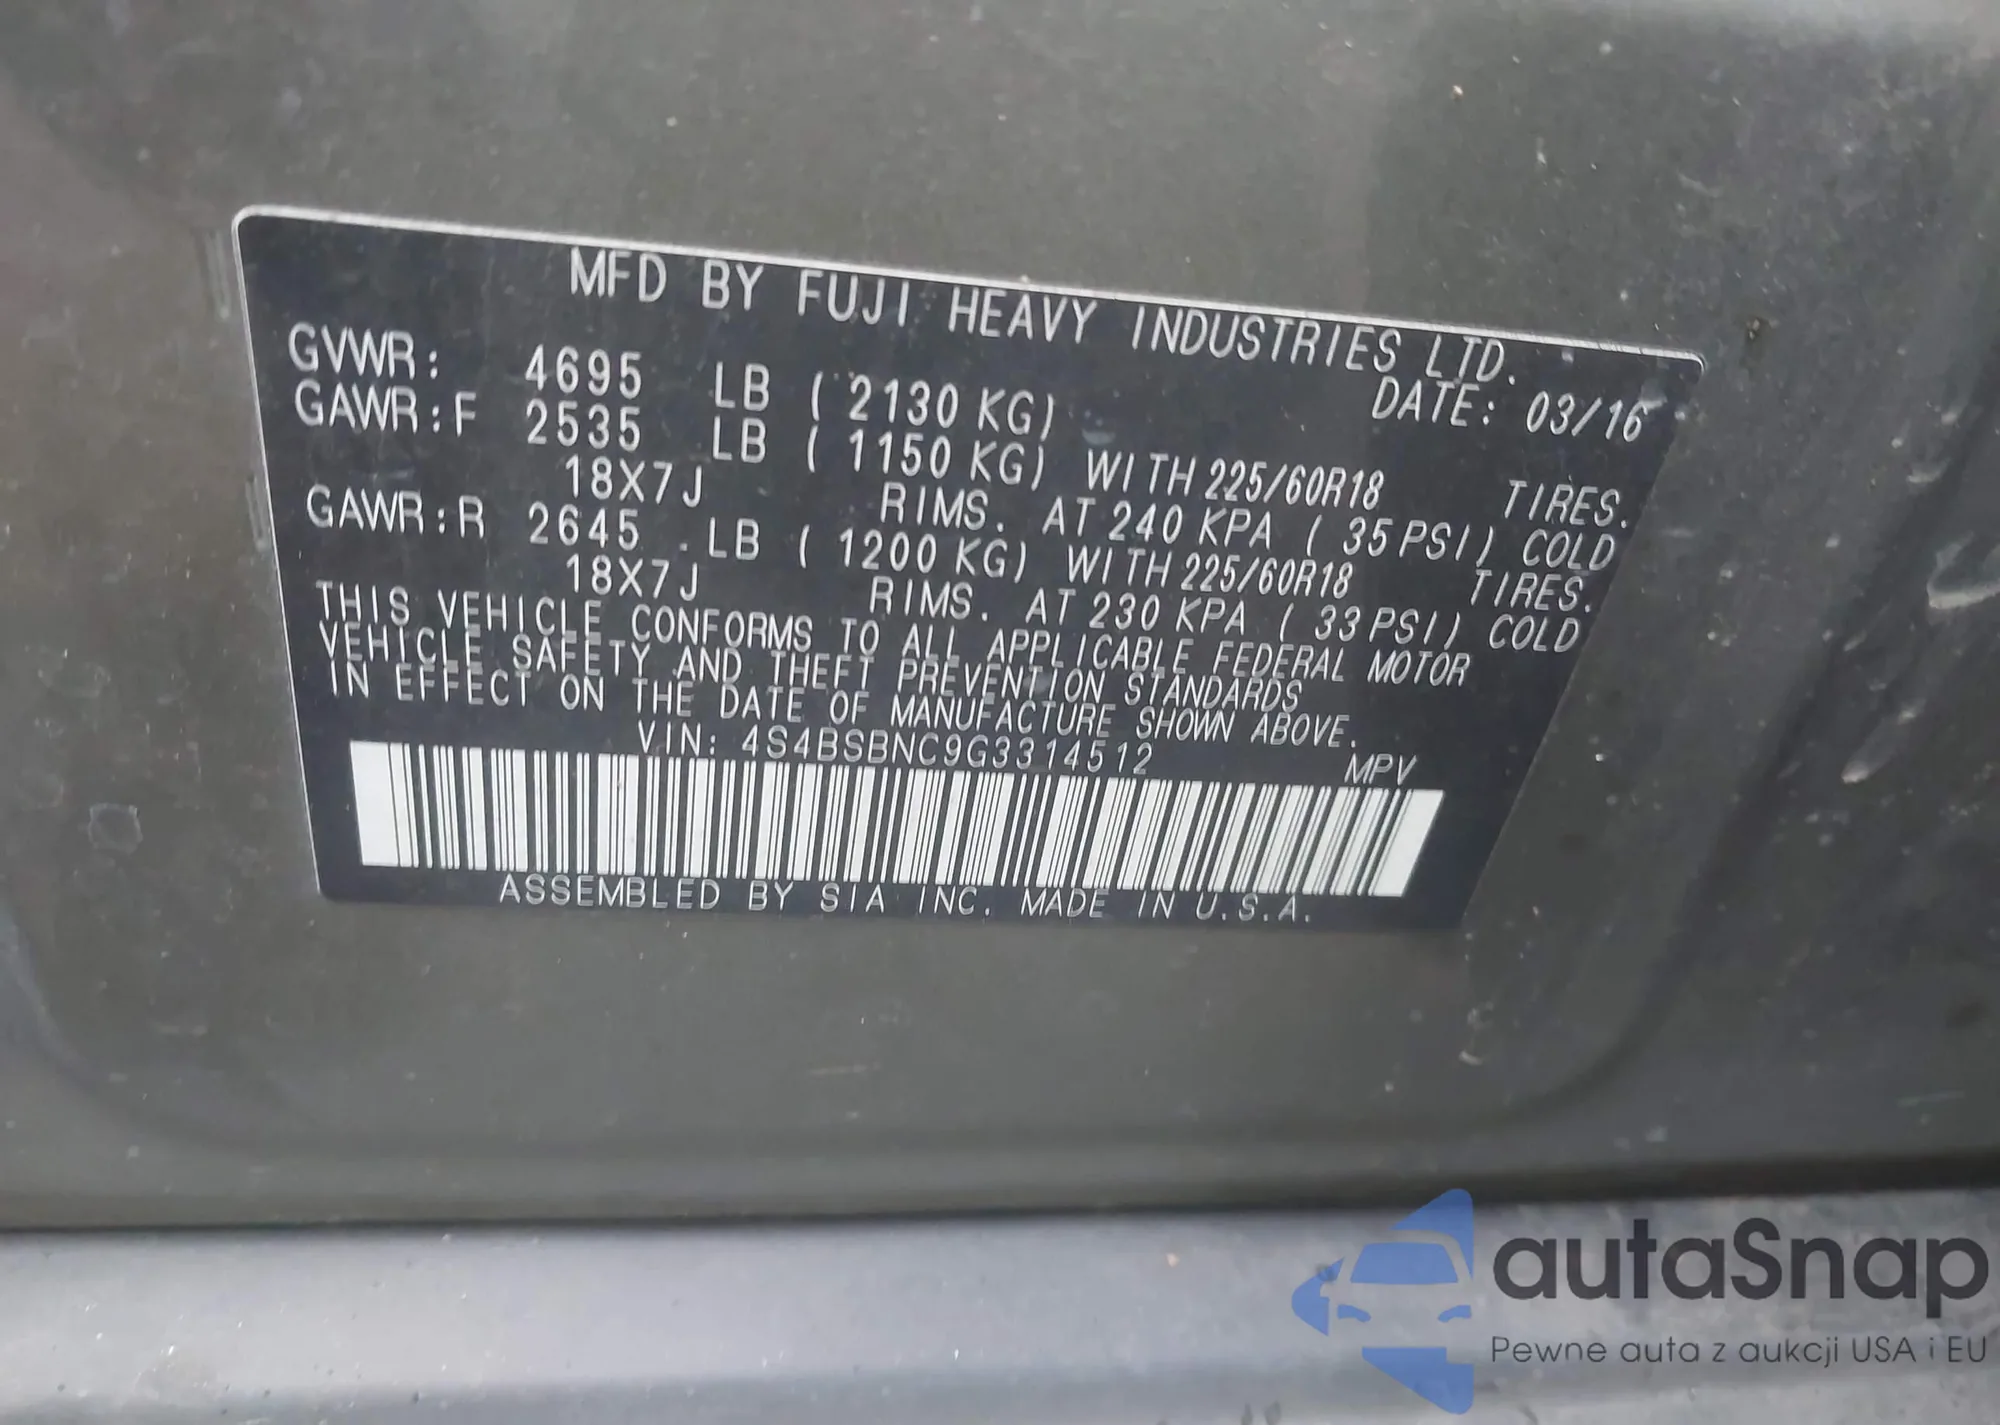 MFD BY FUJI HEAVY INDUSTRIES LTD.
GVWR: 4695 LB (2130 KG) DATE: 03/16
GAWR:F 2535 LB (1150 KG) WITH 225/60R18 TIRES.
18X7J RIMS. AT 240 KPA (35 PSI) COLD
GAWR:R 2645 LB (1200 KG) WITH 225/60R18 TIRES.
18X7J RIMS. AT 230 KPA (33 PSI) COLD
THIS VEHICLE CONFORMS TO ALL APPLICABLE FEDERAL MOTOR
VEHICLE SAFETY AND THEFT PREVENTION STANDARDS
IN EFFECT ON THE DATE OF MANUFACTURE SHOWN ABOVE.
VIN: 4S4BSBNC9G3314512 MPV
ASSEMBLED BY SIA INC. MADE IN U.S.A.
autoSnap
Pewne auta z aukcji USA i EU